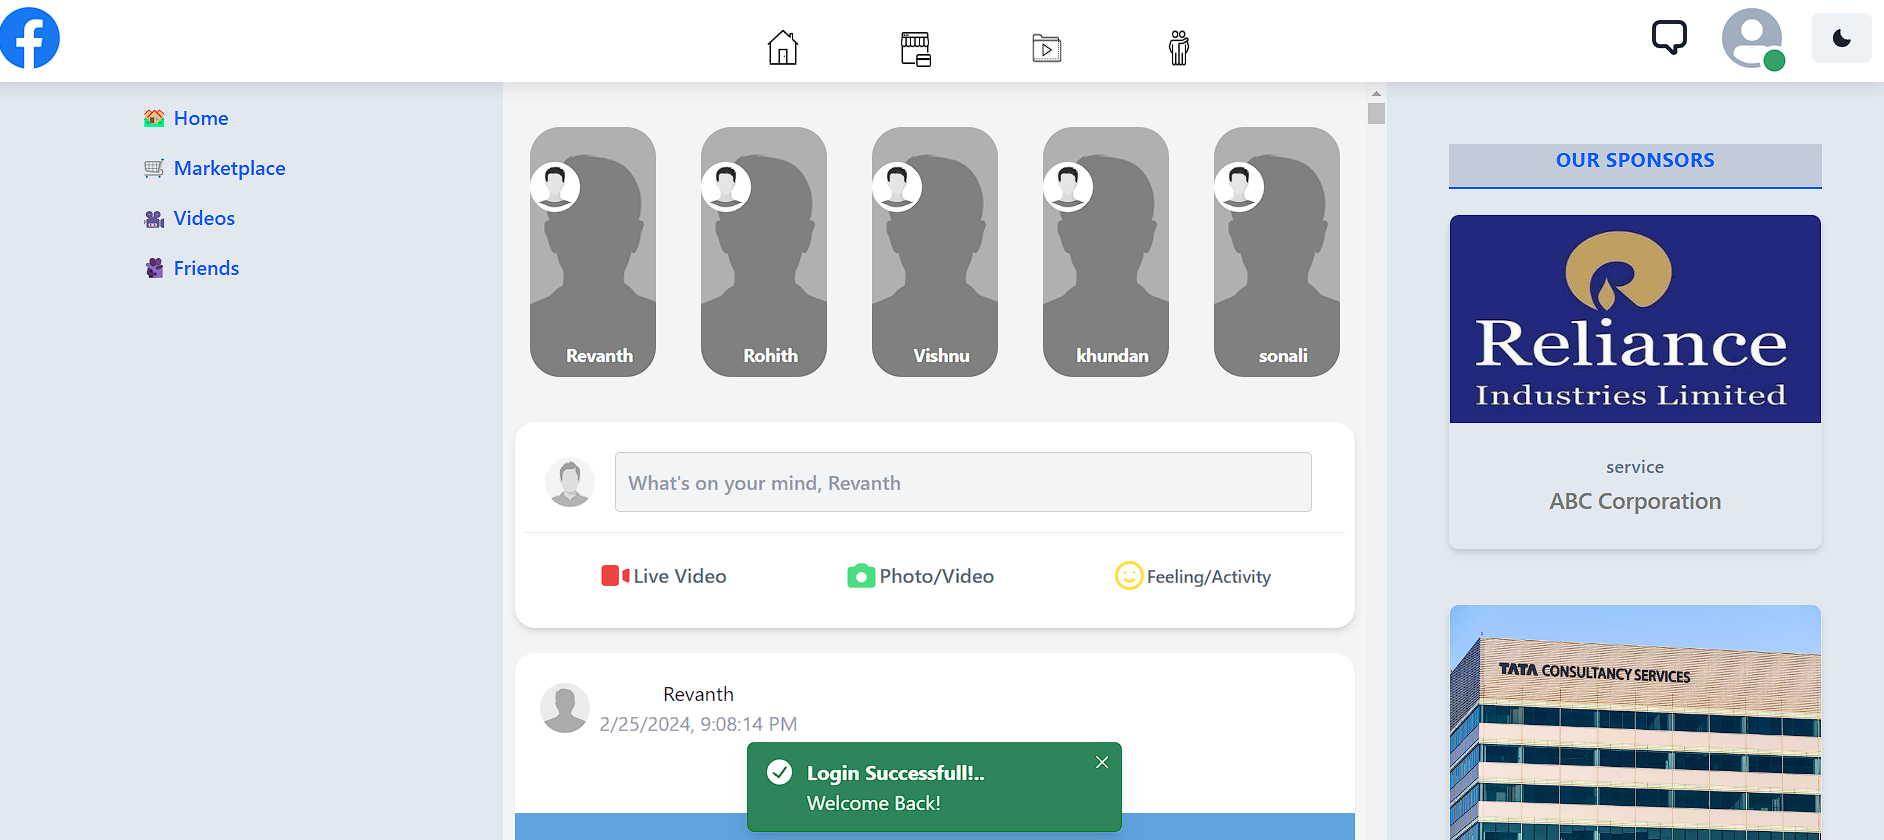 Home
Marketplace
Videos
Friends
Revanth
Rohith
Vishnu
khundan
sonali
What's on your mind, Revanth
Live Video
Photo/Video
Feeling/Activity
Revanth
2/25/2024, 9:08:14 PM
Login Successfull!..
Welcome Back!
OUR SPONSORS
Reliance
Industries Limited
service
ABC Corporation
TATA CONSULTANCY SERVICES